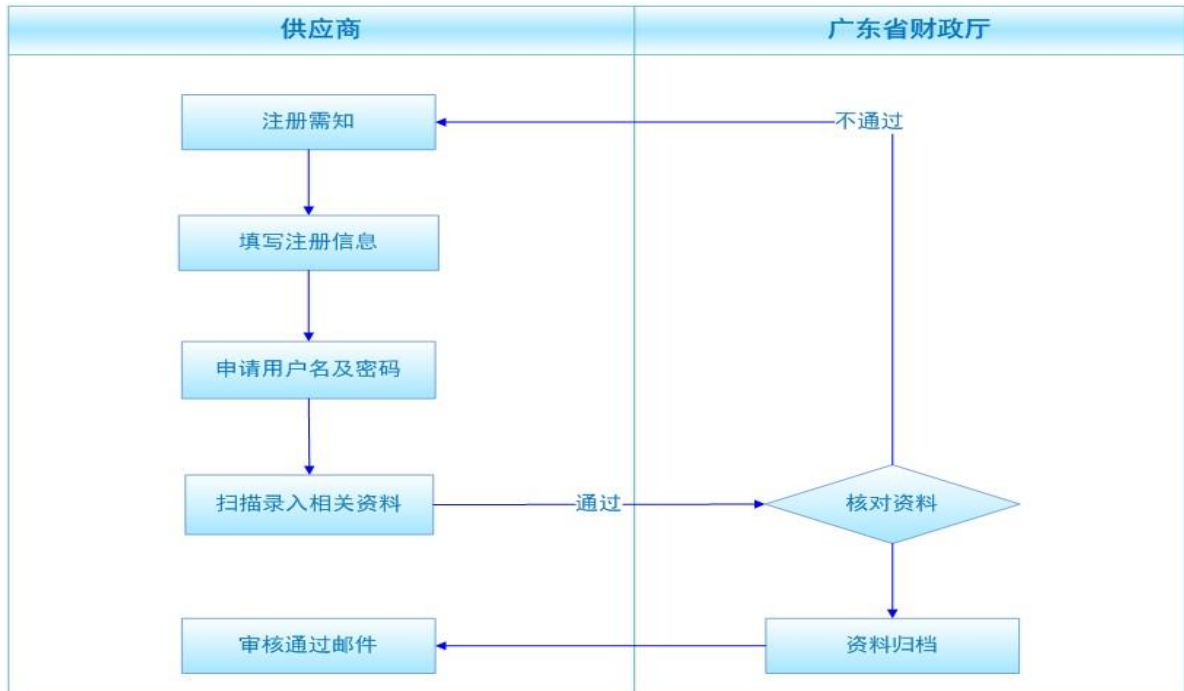 供应商
广东省财政厅
注册需知
不通过
填写注册信息
申请用户名及密码
扫描录入相关资料
通过
核对资料
审核通过邮件
资料归档